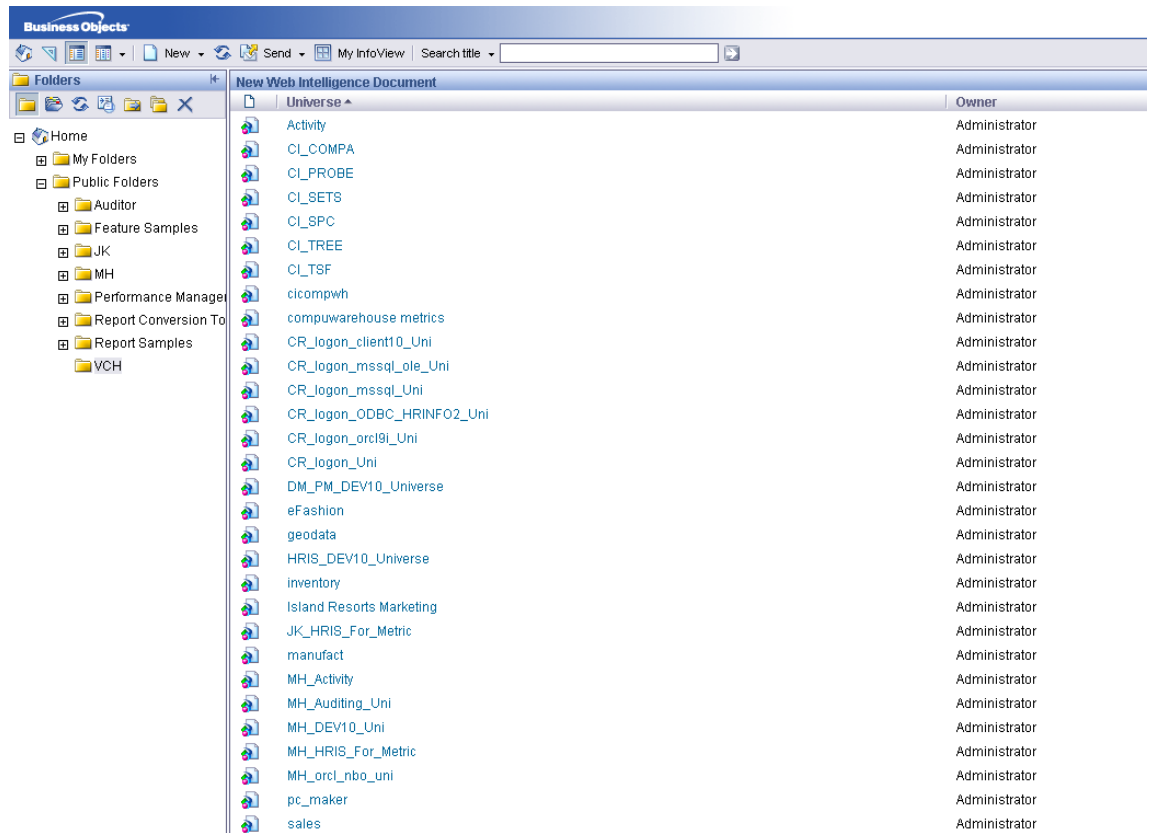 Business Objects
New Send My InfoView Search title
Folders
Home
My Folders
Public Folders
Auditor
Feature Samples
JK
MH
Performance Manage
Report Conversion To
Report Samples
VCH
New Web Intelligence Document
Universe Owner
Activity Administrator
CI_COMPA Administrator
CI_PROBE Administrator
CI_SETS Administrator
CI_SPC Administrator
CI_TREE Administrator
CI_TSF Administrator
cicompwh Administrator
compuwarehouse metrics Administrator
CR_logon_client10_Uni Administrator
CR_logon_mssql_ole_Uni Administrator
CR_logon_mssql_Uni Administrator
CR_logon_ODBC_HRINFO2_Uni Administrator
CR_logon_orcl9i_Uni Administrator
CR_logon_Uni Administrator
DM_PM_DEV10_Universe Administrator
eFashion Administrator
geodata Administrator
HRIS_DEV10_Universe Administrator
inventory Administrator
Island Resorts Marketing Administrator
JK_HRIS_For_Metric Administrator
manufact Administrator
MH_Activity Administrator
MH_Auditing_Uni Administrator
MH_DEV10_Uni Administrator
MH_HRIS_For_Metric Administrator
MH_orcl_nbo_uni Administrator
pc_maker Administrator
sales Administrator